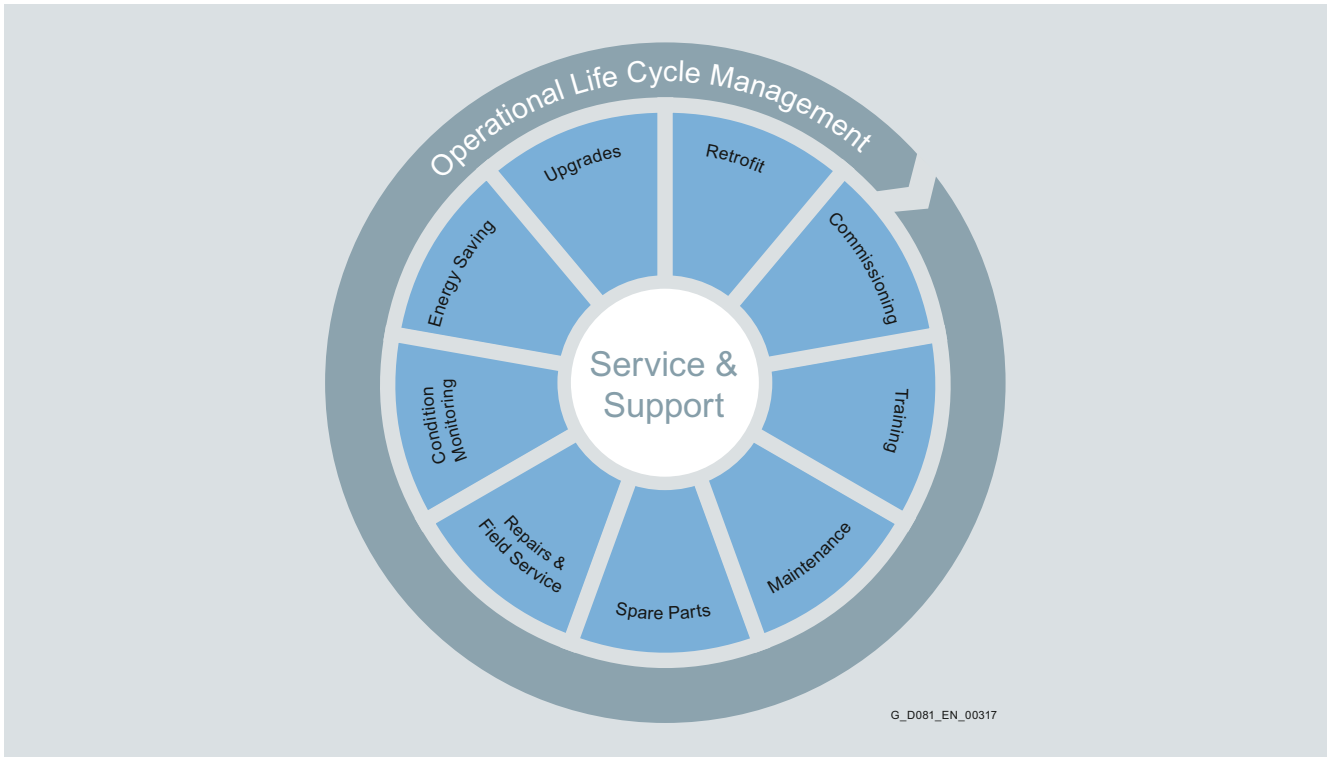 Operational Life Cycle Management
Upgrades
Retrofit
Commissioning
Training
Maintenance
Spare Parts
Repairs &
Field Service
Condition
Monitoring
Energy Saving
Service &
Support
G_D081_EN_00317